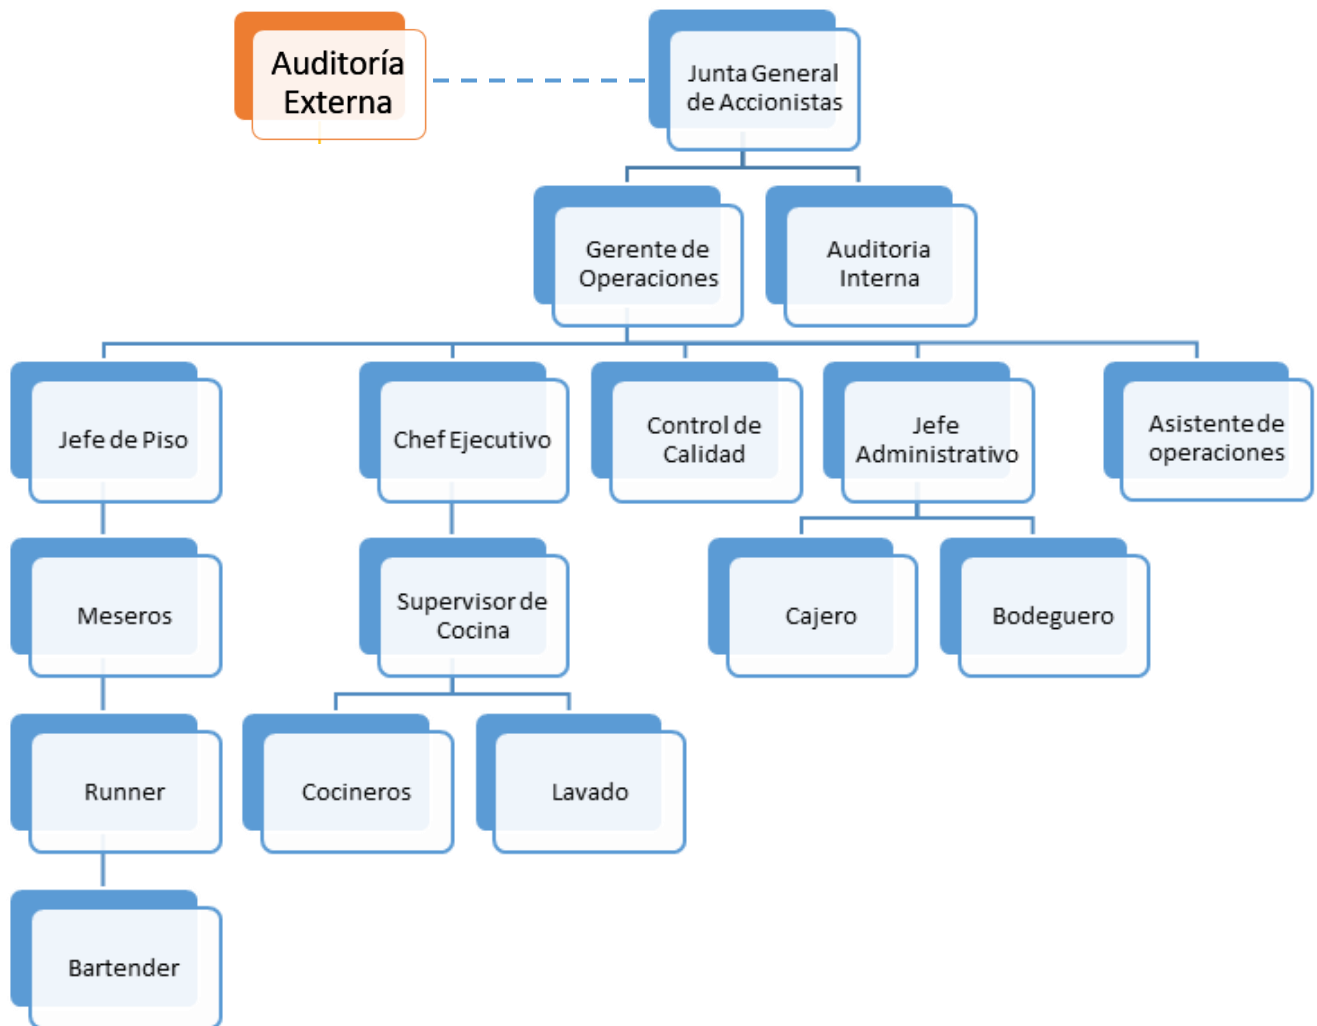 Auditoría
Externa
Junta General
de Accionistas
Gerente de
Operaciones
Auditoria
Interna
Jefe de Piso
Chef Ejecutivo
Control de
Calidad
Jefe
Administrativo
Asistente de
operaciones
Meseros
Supervisor de
Cocina
Cajero
Bodeguero
Runner
Cocineros
Lavado
Bartender